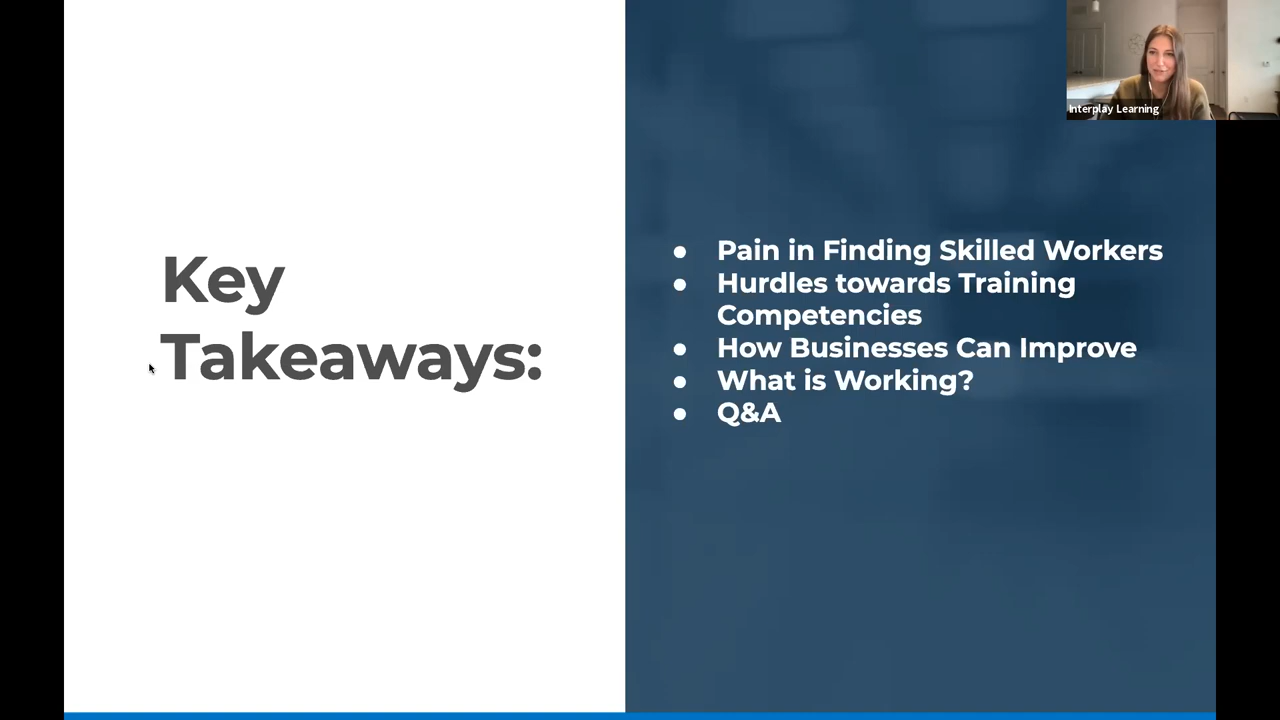 Key
Takeaways:
● Pain in Finding Skilled Workers
● Hurdles towards Training
Competencies
● How Businesses Can Improve
● What is Working?
● Q&A
Interplay Learning